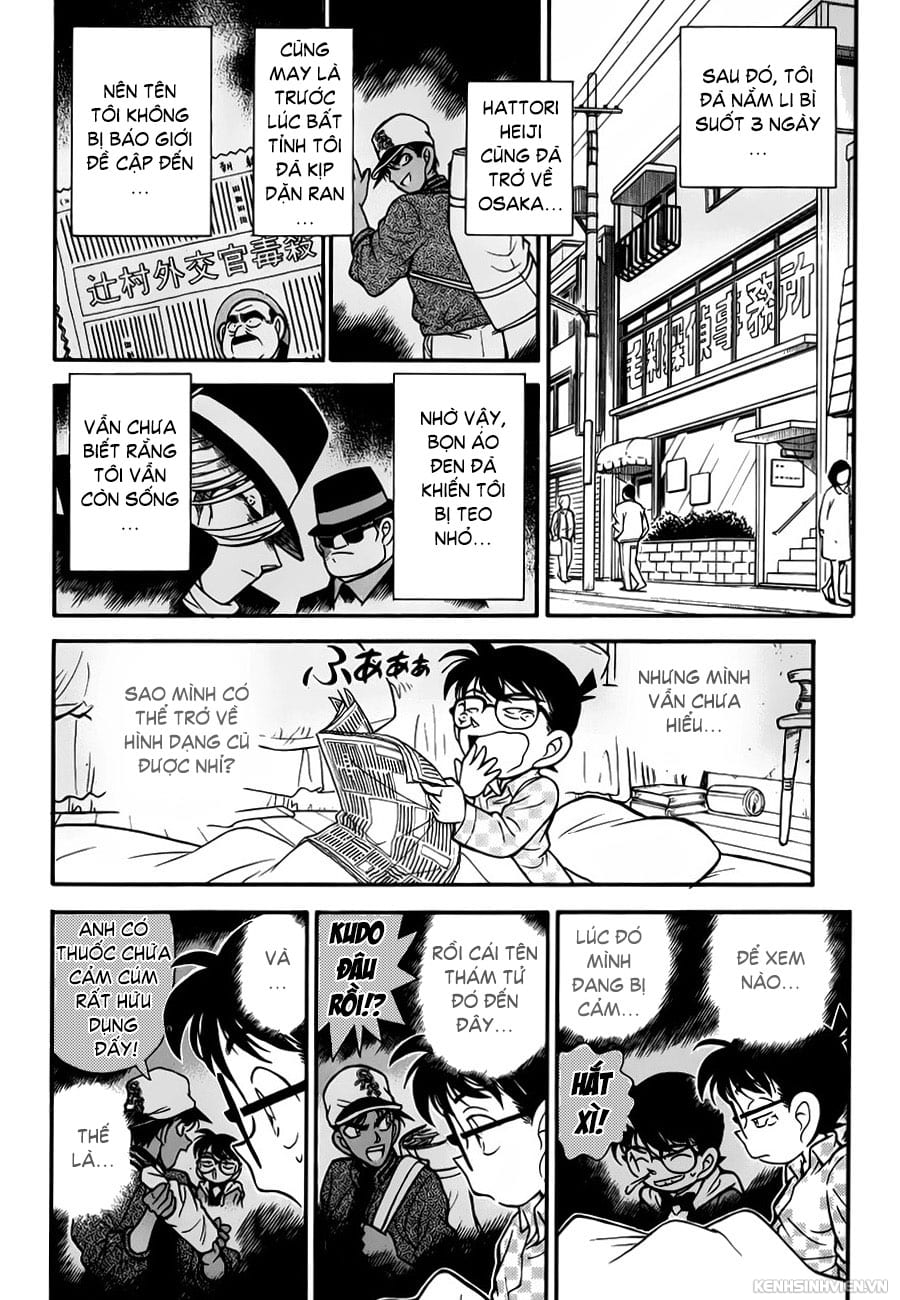 SAU ĐÓ, TÔI
ĐÃ NẰM LI BÌ
SUỐT 3 NGÀY
...
毛利探偵事務所
HATTORI
HEIJI
CŨNG ĐÃ
TRỞ VỀ
OSAKA...
CŨNG
MAY LÀ
TRƯỚC
LÚC BẤT
TỈNH TÔI
ĐÃ KỊP
DẶN RAN
...
NÊN TÊN
TÔI KHÔNG
BỊ BÁO GIỚI
ĐỀ CẬP ĐẾN
...
辻村外交官毒殺
NHỜ VẬY,
BỌN ÁO
ĐEN ĐÃ
KHIẾN TÔI
BỊ TEO
NHỎ...
VẪN CHƯA
BIẾT RẰNG
TÔI VẪN
CÒN SỐNG
...
NHƯNG MÌNH
VẪN CHƯA
HIỂU...
ふぁぁぁ
SAO MÌNH CÓ
THỂ TRỞ VỀ
HÌNH DẠNG CŨ
ĐƯỢC NHỈ?
ĐỂ XEM
NÀO...
LÚC ĐÓ
MÌNH
ĐANG BỊ
CẢM...
HẮT
XÌ!
RỒI CÁI TÊN
THÁM TỬ
ĐÓ ĐẾN
ĐÂY...
KUDO
ĐÂU
RỒI!?
VÀ
...
ANH CÓ
THUỐC CHỮA
CẢM CÚM
RẤT HỮU
DỤNG
ĐẤY!
THẾ
LÀ...
KENHSINHVIEN.VN